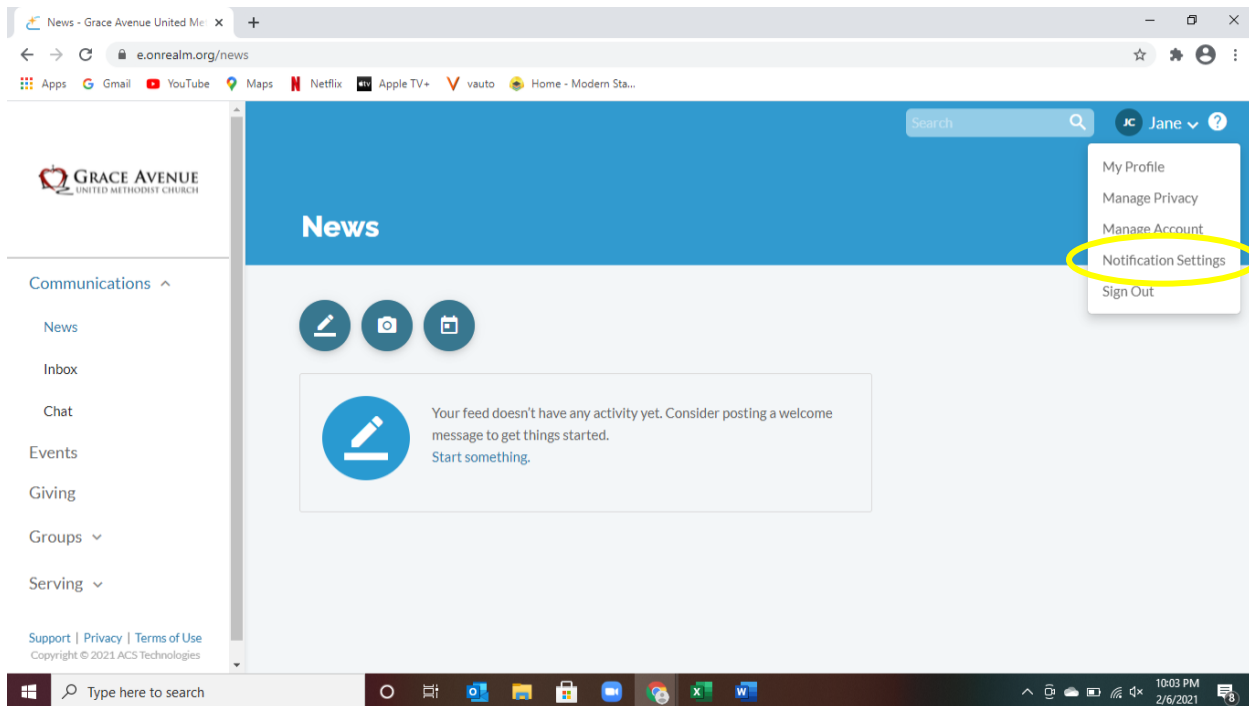 News - Grace Avenue United Me
e.onrealm.org/news
Apps Gmail YouTube Maps Netflix Apple TV+ vauto Home - Modern Sta...
Search JC Jane ?
GRACE AVENUE
UNITED METHODIST CHURCH
My Profile
Manage Privacy
Manage Account
Notification Settings
Sign Out
News
Communications
News
Inbox
Chat
Events
Giving
Groups
Serving
Your feed doesn't have any activity yet. Consider posting a welcome
message to get things started.
Start something.
Support | Privacy | Terms of Use
Copyright © 2021 ACS Technologies
Type here to search
10:03 PM
2/6/2021
8